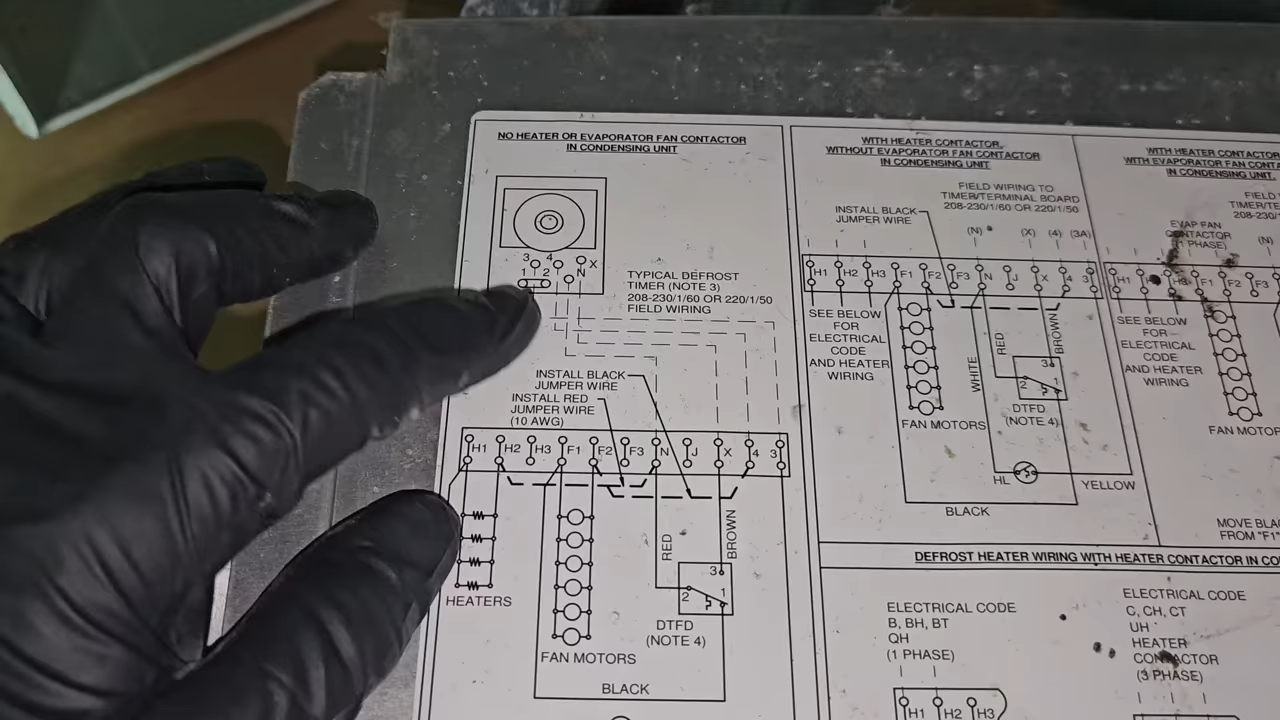 NO HEATER OR EVAPORATOR FAN CONTACTOR
IN CONDENSING UNIT
3 4 X
1 2 N
TYPICAL DEFROST
TIMER (NOTE 3)
208-230/1/60 OR 220/1/50
FIELD WIRING
INSTALL BLACK
JUMPER WIRE
INSTALL RED
JUMPER WIRE
(10 AWG)
H1 H2 H3 F1 F2 F3 N J X 4 3
RED
BROWN
3
2 1
HEATERS
DTFD
(NOTE 4)
FAN MOTORS
BLACK
WITH HEATER CONTACTOR,
WITHOUT EVAPORATOR FAN CONTACTOR
IN CONDENSING UNIT
FIELD WIRING TO
TIMER/TERMINAL BOARD
208-230/1/60 OR 220/1/50
INSTALL BLACK
JUMPER WIRE
(N) (X) (4) (3A)
H1 H2 H3 F1 F2 F3 N J X 4 3
SEE BELOW
FOR
ELECTRICAL
CODE
AND HEATER
WIRING
WHITE
RED
BROWN
3
2 1
DTFD
(NOTE 4)
FAN MOTORS
HL
YELLOW
BLACK
WITH HEATER CONTACTOR
WITH EVAPORATOR FAN CONTA
IN CONDENSING UNIT
FIELD
TIMER/TE
208-230/
EVAP FAN
CONTACTOR
(1 PHASE)
(N)
H1 H3 F1 F2 F3
SEE BELOW
FOR
ELECTRICAL
CODE
AND HEATER
WIRING
FAN MOTOR
MOVE BLA
FROM "F1"
DEFROST HEATER WIRING WITH HEATER CONTACTOR IN CO
ELECTRICAL CODE
B, BH, BT
QH
(1 PHASE)
H1 H2 H3
ELECTRICAL CODE
C, CH, CT
UH
HEATER
CONTACTOR
(3 PHASE)